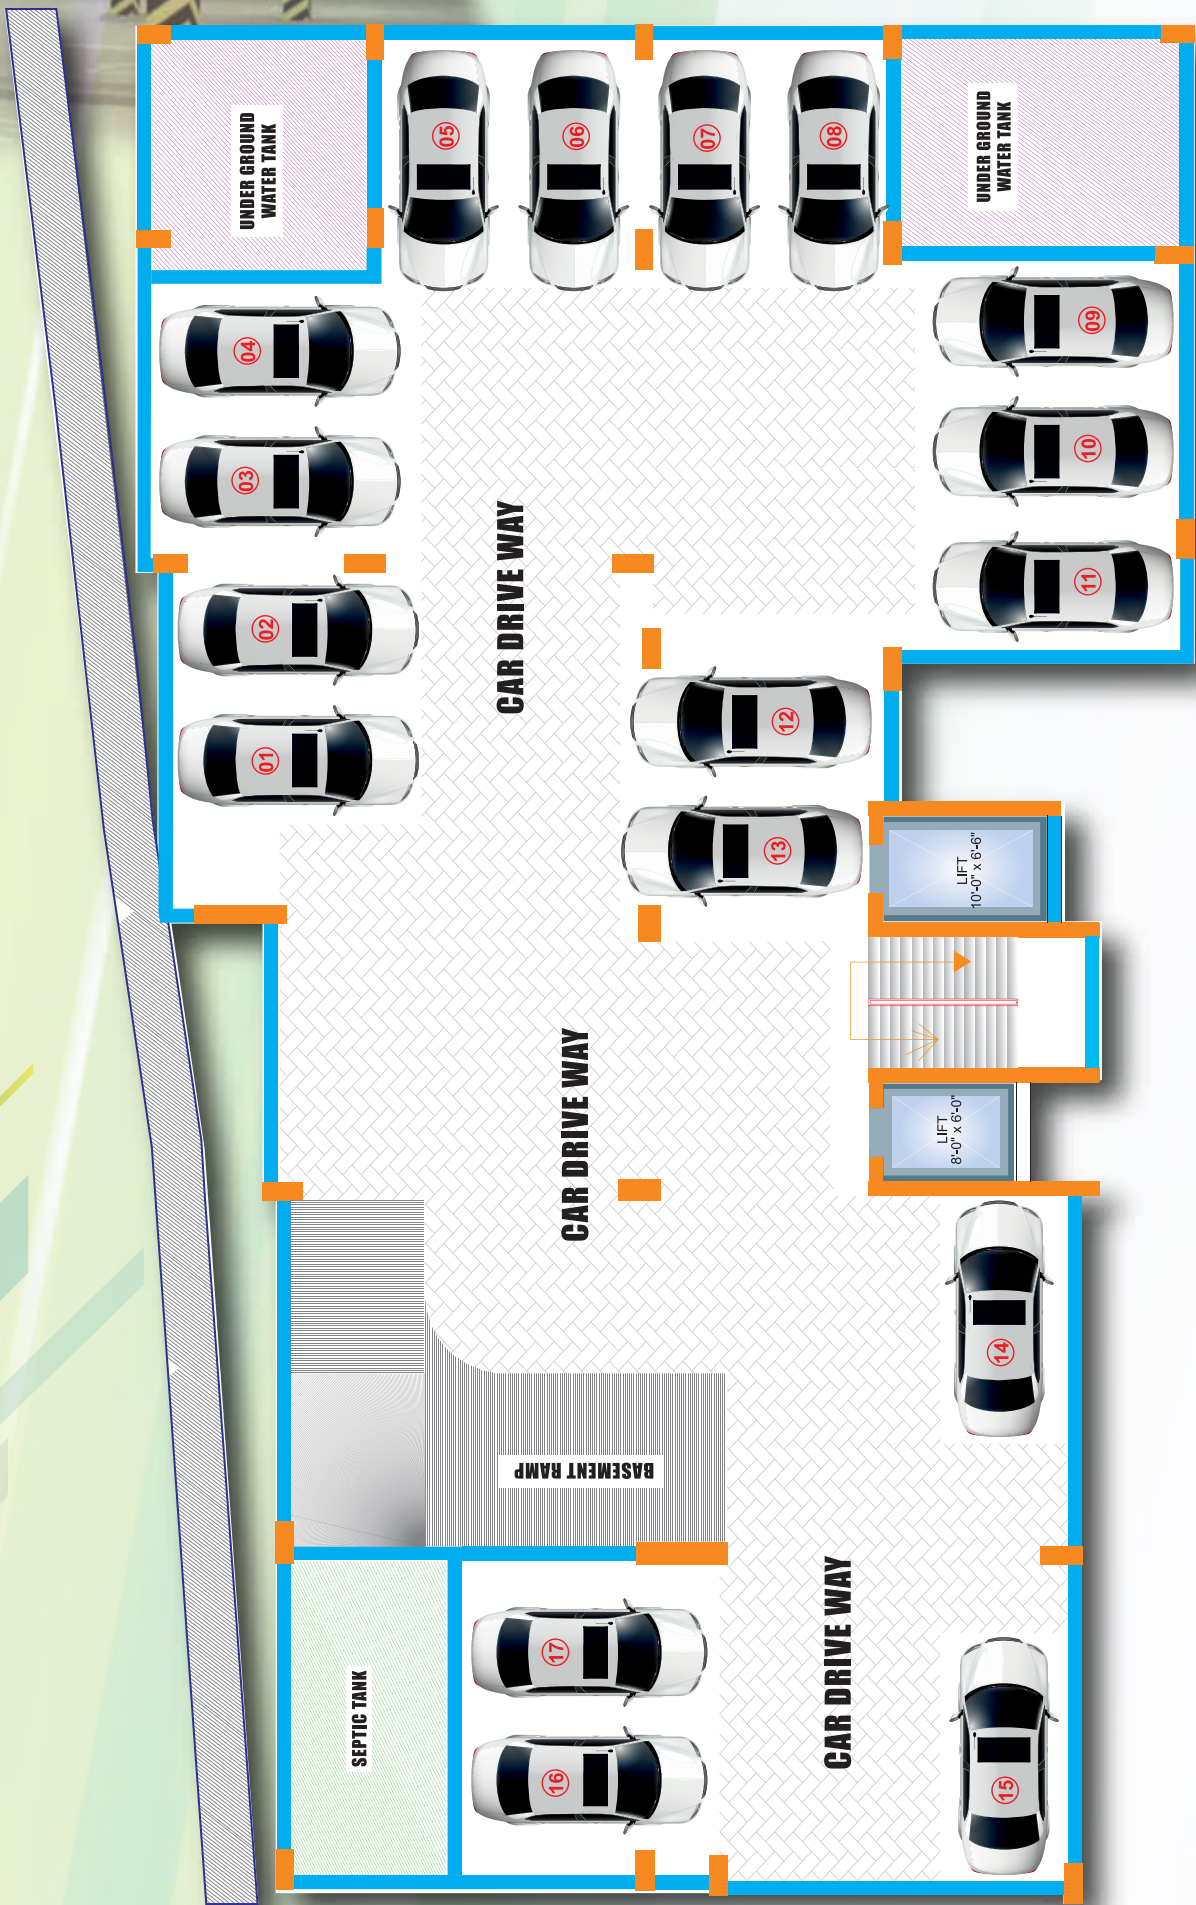 UNDER GROUND
WATER TANK
05
06
07
08
UNDER GROUND
WATER TANK
04
09
03
10
CAR DRIVE WAY
11
02
12
01
13
LIFT
10'-0" x 6'-6"
CAR DRIVE WAY
LIFT
8'-0" x 6'-0"
14
BASEMENT RAMP
CAR DRIVE WAY
17
SEPTIC TANK
16
15